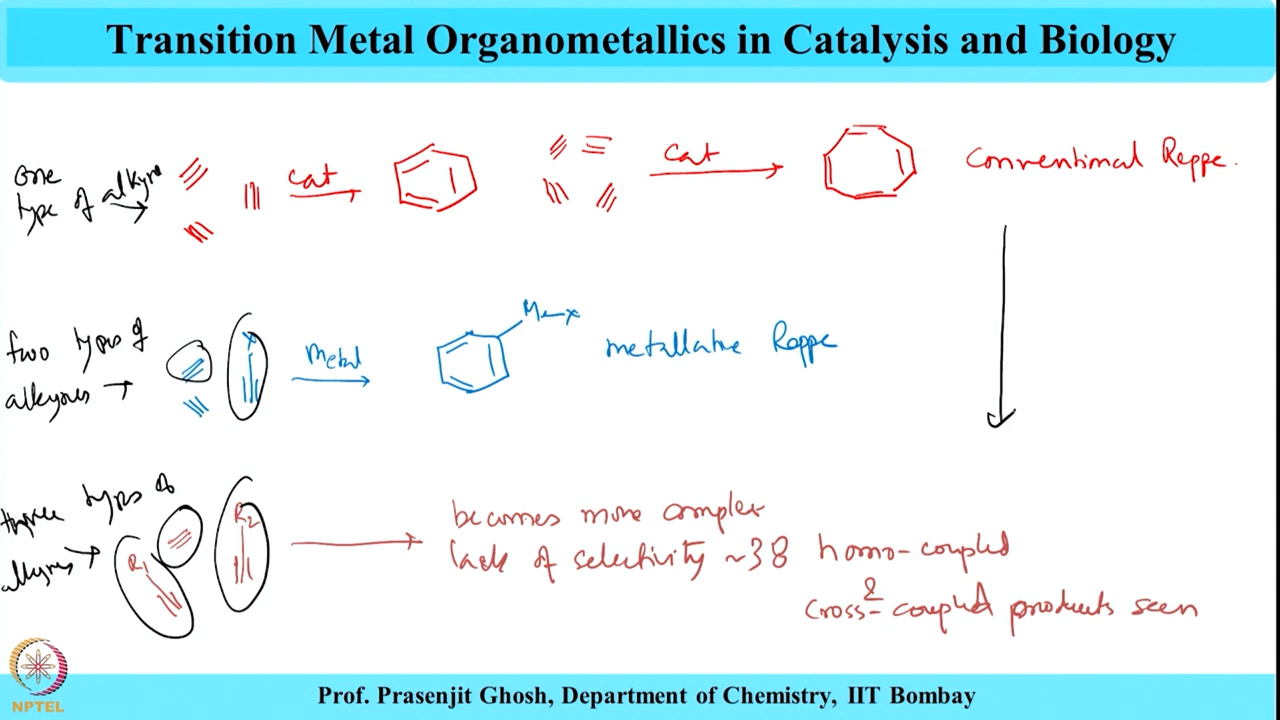 Transition Metal Organometallics in Catalysis and Biology
one
type of alkyne
cat
cat
Conventional Reppe.
two types of
alkynes
X
Metal
M-X
metallative Reppe
three types of
alkynes
R1
R2
becomes more complex
lack of selectivity ~38 homo-coupled
&
cross-coupled products seen
NPTEL
Prof. Prasenjit Ghosh, Department of Chemistry, IIT Bombay